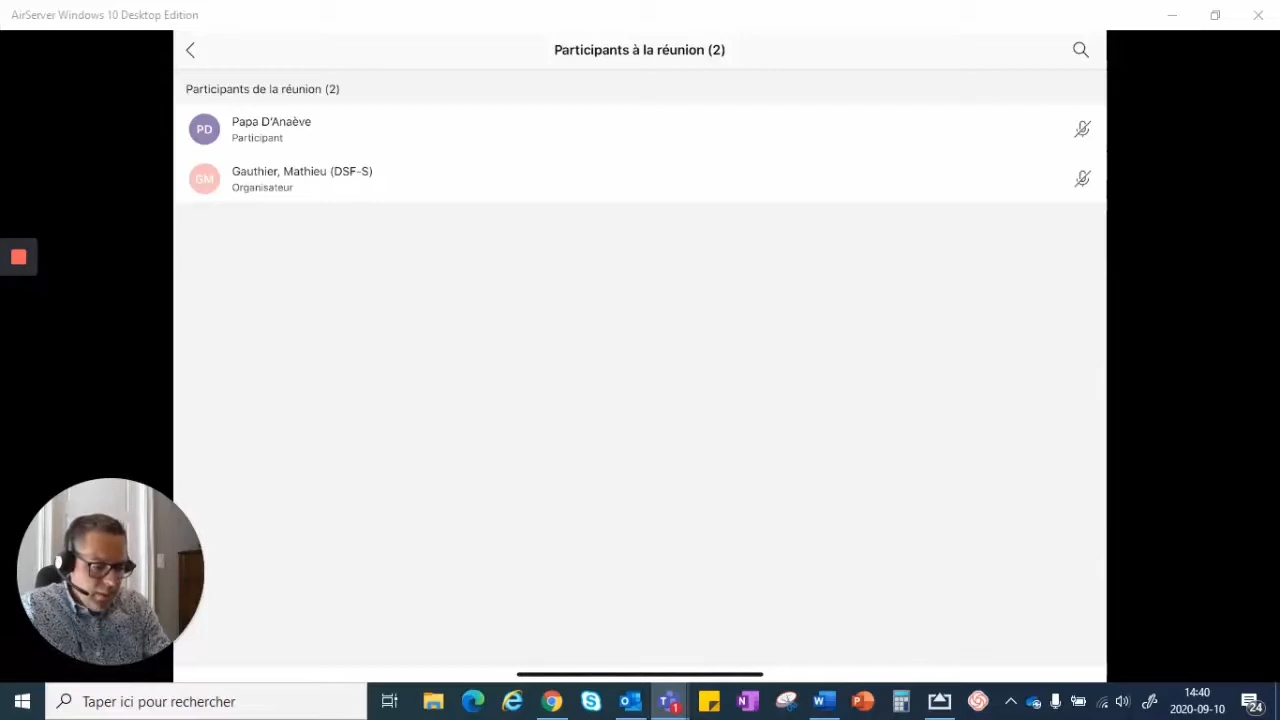 AirServer Windows 10 Desktop Edition
Participants à la réunion (2)
Participants de la réunion (2)
PD
Papa D'Anaève
Participant
GM
Gauthier, Mathieu (DSF-S)
Organisateur
Taper ici pour rechercher
1
14:40
2020-09-10
24